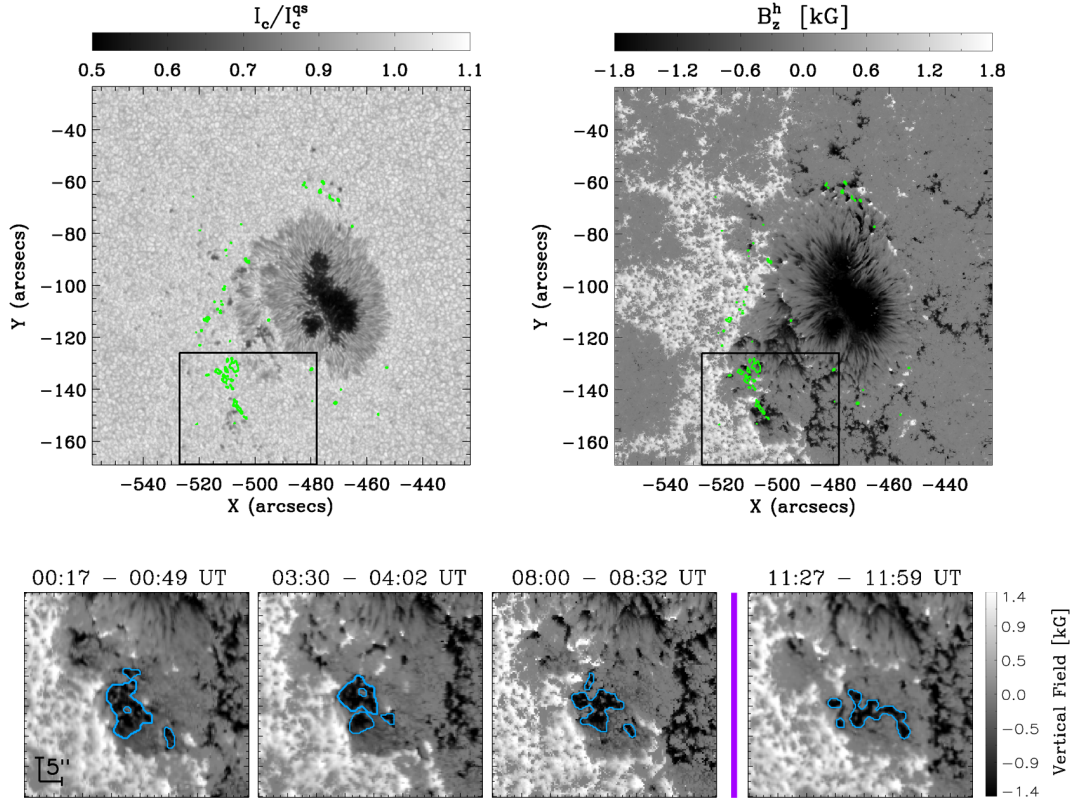 I_c/I_c^qs
0.5 0.6 0.7 0.9 1.0 1.1
B_z^h [kG]
−1.8 −1.2 −0.6 0.0 0.6 1.2 1.8
−40
−60
−80
−100
−120
−140
−160
Y (arcsecs)
−540 −520 −500 −480 −460 −440
X (arcsecs)
−40
−60
−80
−100
−120
−140
−160
Y (arcsecs)
−540 −520 −500 −480 −460 −440
X (arcsecs)
00:17 − 00:49 UT
03:30 − 04:02 UT
08:00 − 08:32 UT
11:27 − 11:59 UT
5"
1.4
0.9
0.5
0.0
−0.5
−0.9
−1.4
Vertical Field [kG]